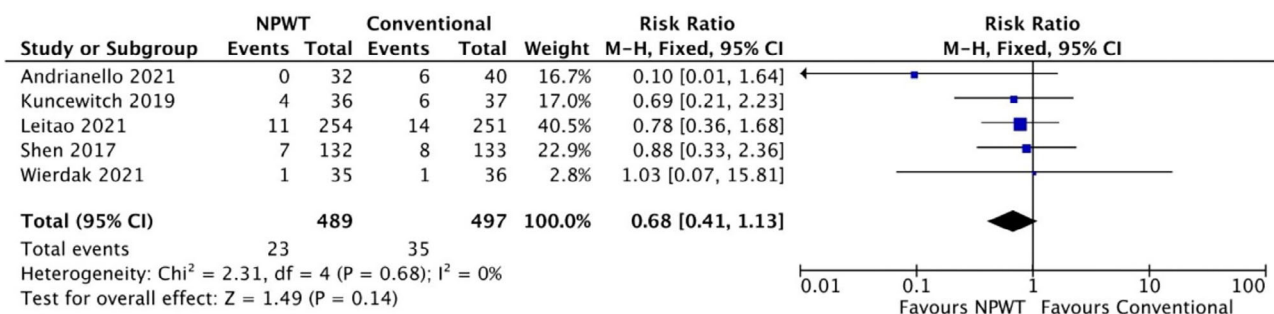 NPWT Conventional Risk Ratio Risk Ratio
Study or Subgroup Events Total Events Total Weight M-H, Fixed, 95% CI M-H, Fixed, 95% CI
Andrianello 2021 0 32 6 40 16.7% 0.10 [0.01, 1.64]
Kuncewitch 2019 4 36 6 37 17.0% 0.69 [0.21, 2.23]
Leitao 2021 11 254 14 251 40.5% 0.78 [0.36, 1.68]
Shen 2017 7 132 8 133 22.9% 0.88 [0.33, 2.36]
Wierdak 2021 1 35 1 36 2.8% 1.03 [0.07, 15.81]
Total (95% CI) 489 497 100.0% 0.68 [0.41, 1.13]
Total events 23 35
Heterogeneity: Chi² = 2.31, df = 4 (P = 0.68); I² = 0%
Test for overall effect: Z = 1.49 (P = 0.14)
0.01 0.1 1 10 100
Favours NPWT Favours Conventional